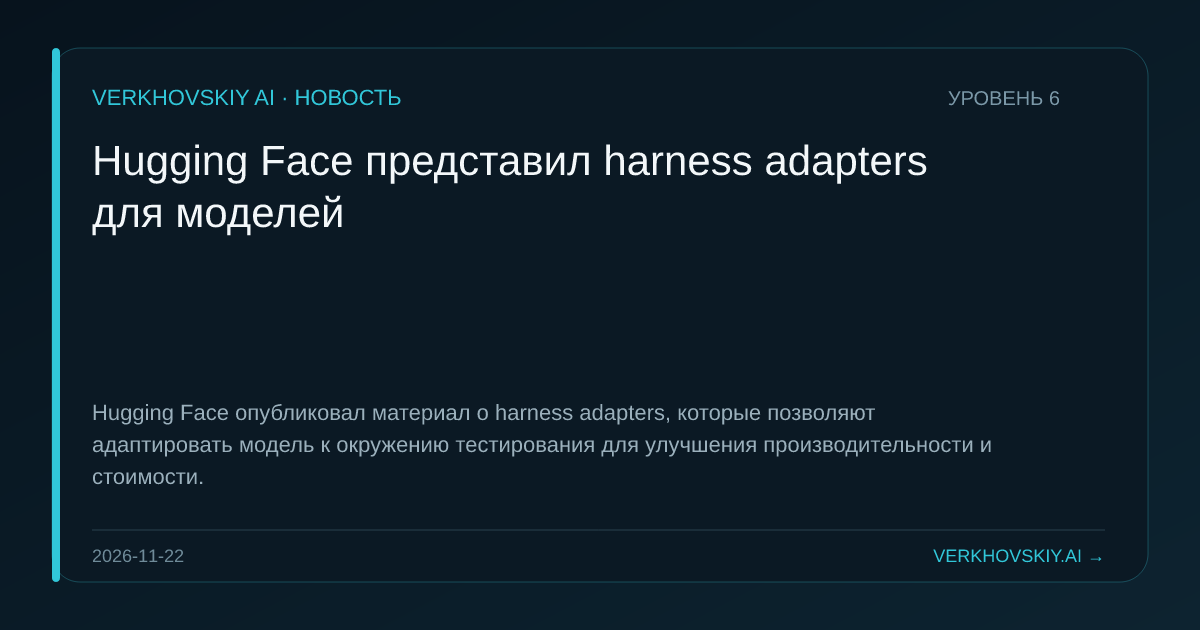 VERKHOVSKIY AI · НОВОСТЬ
УРОВЕНЬ 6
Hugging Face представил harness adapters
для моделей
Hugging Face опубликовал материал о harness adapters, которые позволяют
адаптировать модель к окружению тестирования для улучшения производительности и
стоимости.
2026-11-22
VERKHOVSKIY.AI →